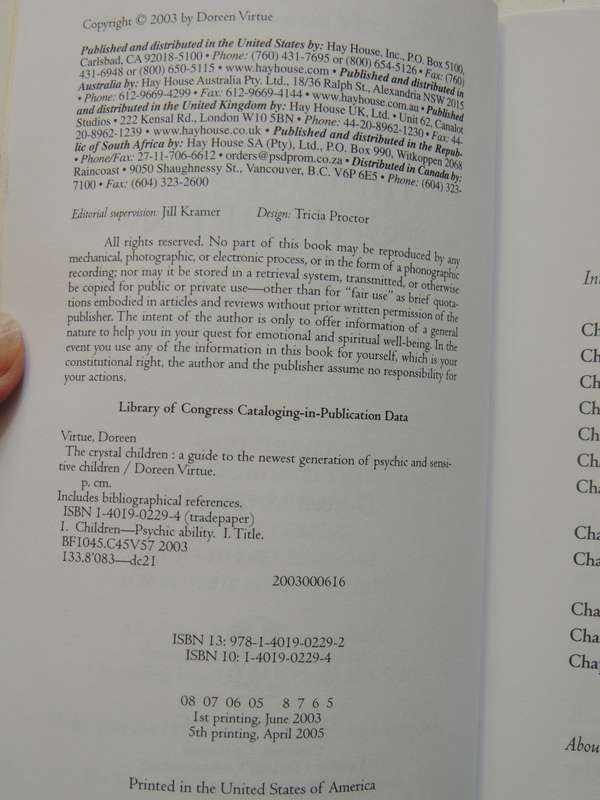 Copyright © 2003 by Doreen Virtue
Published and distributed in the United States by: Hay House, Inc., P.O. Box 5100,
Carlsbad, CA 92018-5100 • Phone: (760) 431-7695 or (800) 654-5126 • Fax: (760)
431-6948 or (800) 650-5115 • www.hayhouse.com • Published and distributed in
Australia by: Hay House Australia Pty. Ltd., 18/36 Ralph St., Alexandria NSW 2015
• Phone: 612-9669-4299 • Fax: 612-9669-4144 • www.hayhouse.com.au • Published
and distributed in the United Kingdom by: Hay House UK, Ltd. • Unit 62, Canalot
Studios • 222 Kensal Rd., London W10 5BN • Phone: 44-20-8962-1230 • Fax: 44-
20-8962-1239 • www.hayhouse.co.uk • Published and distributed in the Repub-
lic of South Africa by: Hay House SA (Pty), Ltd., P.O. Box 990, Witkoppen 2068
• Phone/Fax: 27-11-706-6612 • orders@psdprom.co.za • Distributed in Canada by:
Raincoast • 9050 Shaughnessy St., Vancouver, B.C. V6P 6E5 • Phone: (604) 323-
7100 • Fax: (604) 323-2600
Editorial supervision: Jill Kramer Design: Tricia Proctor
All rights reserved. No part of this book may be reproduced by any
mechanical, photographic, or electronic process, or in the form of a phonographic
recording; nor may it be stored in a retrieval system, transmitted, or otherwise
be copied for public or private use—other than for "fair use" as brief quota-
tions embodied in articles and reviews without prior written permission of the
publisher. The intent of the author is only to offer information of a general
nature to help you in your quest for emotional and spiritual well-being. In the
event you use any of the information in this book for yourself, which is your
constitutional right, the author and the publisher assume no responsibility for
your actions.
Library of Congress Cataloging-in-Publication Data
Virtue, Doreen
The crystal children : a guide to the newest generation of psychic and sensi-
tive children / Doreen Virtue.
p. cm.
Includes bibliographical references.
ISBN 1-4019-0229-4 (tradepaper)
1. Children—Psychic ability. I. Title.
BF1045.C45V57 2003
133.8'083—dc21
2003000616
ISBN 13: 978-1-4019-0229-2
ISBN 10: 1-4019-0229-4
08 07 06 05 8 7 6 5
1st printing, June 2003
5th printing, April 2005
Printed in the United States of America
About